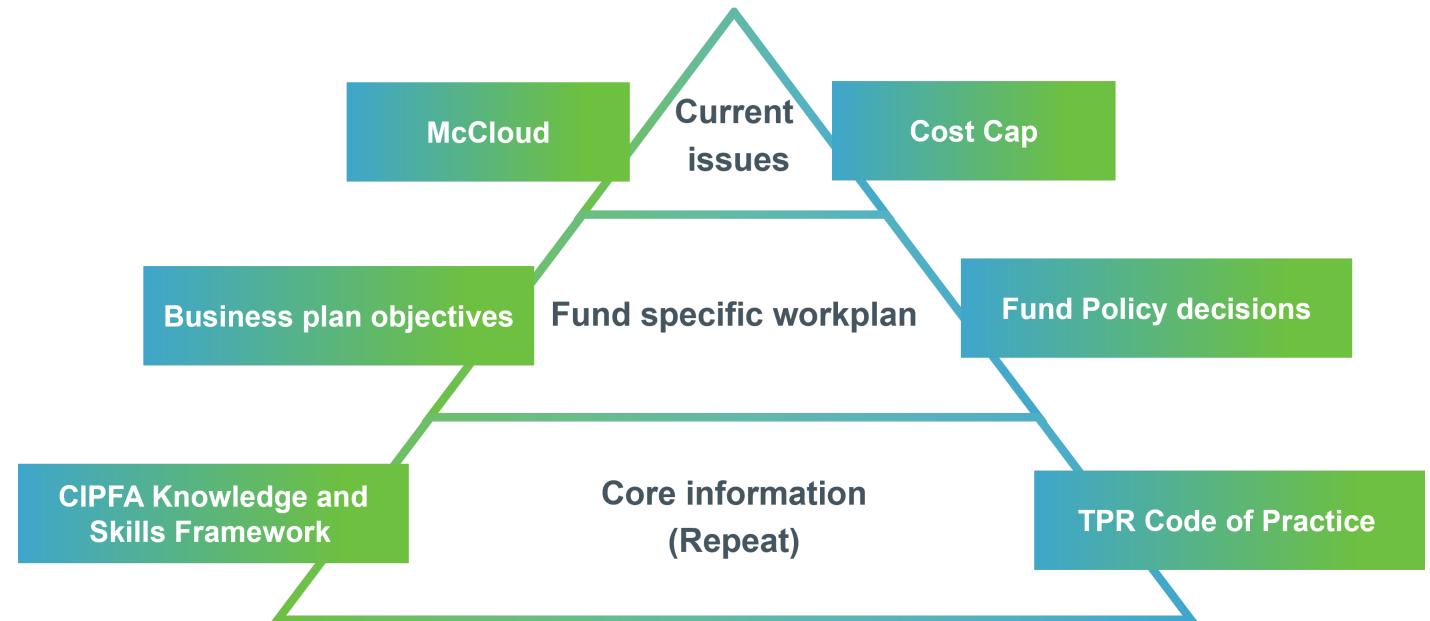 McCloud
Current
issues
Cost Cap
Business plan objectives
Fund specific workplan
Fund Policy decisions
CIPFA Knowledge and
Skills Framework
Core information
(Repeat)
TPR Code of Practice